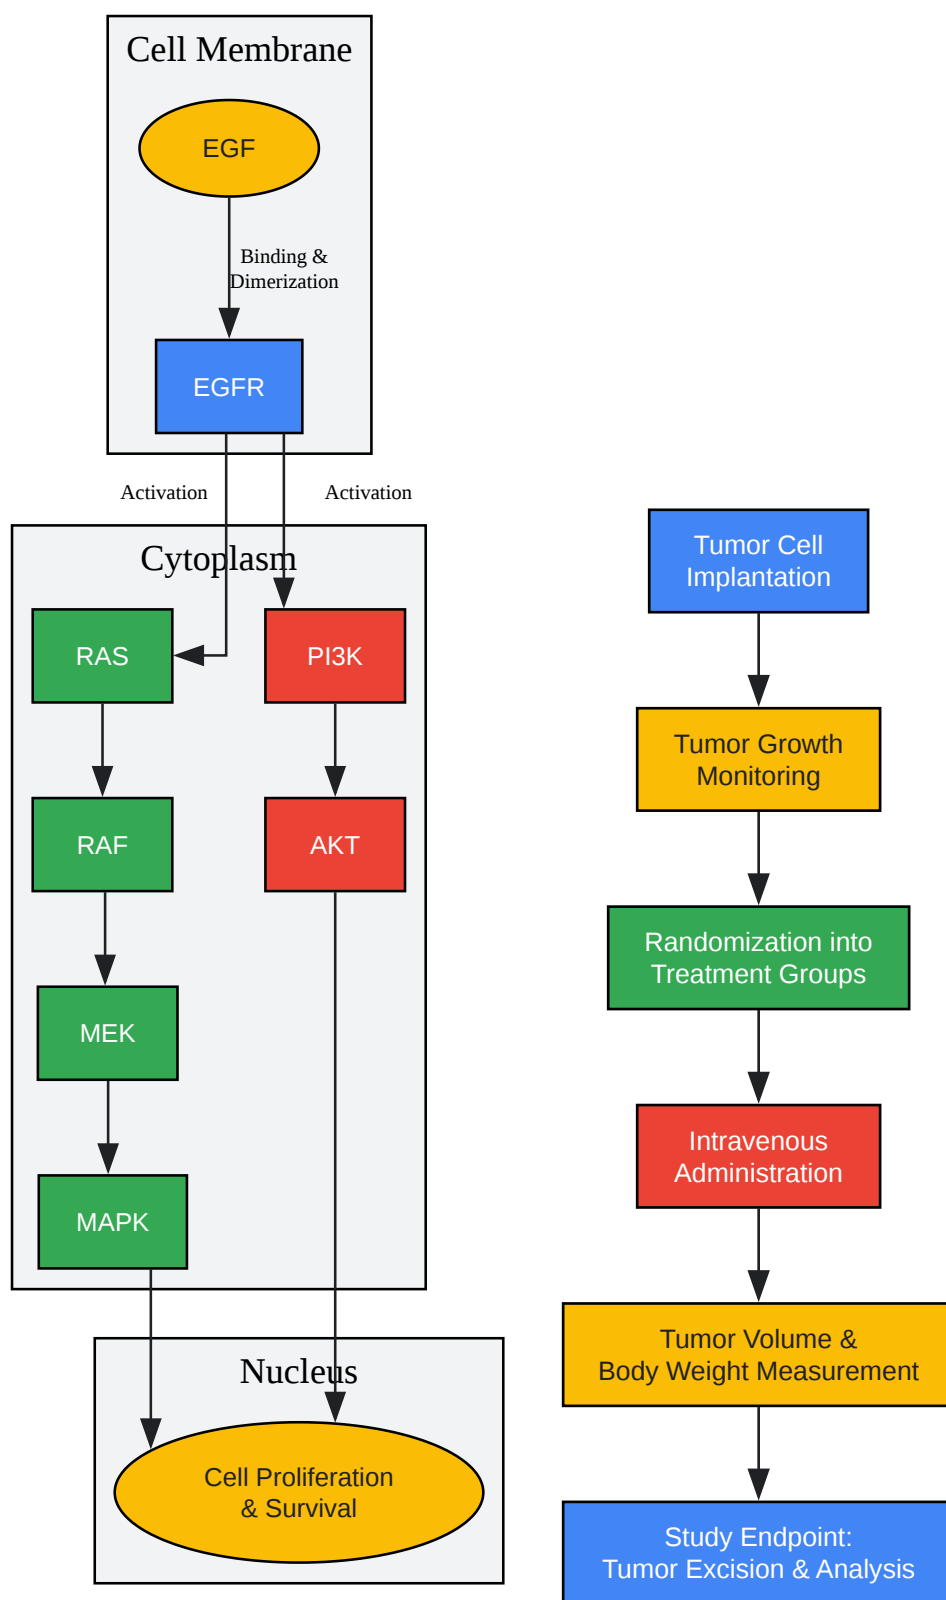 Cell Membrane
EGF
Binding &
Dimerization
EGFR
Activation
Activation
Cytoplasm
RAS
PI3K
RAF
AKT
MEK
MAPK
Nucleus
Cell Proliferation
& Survival
Tumor Cell
Implantation
Tumor Growth
Monitoring
Randomization into
Treatment Groups
Intravenous
Administration
Tumor Volume &
Body Weight Measurement
Study Endpoint:
Tumor Excision & Analysis